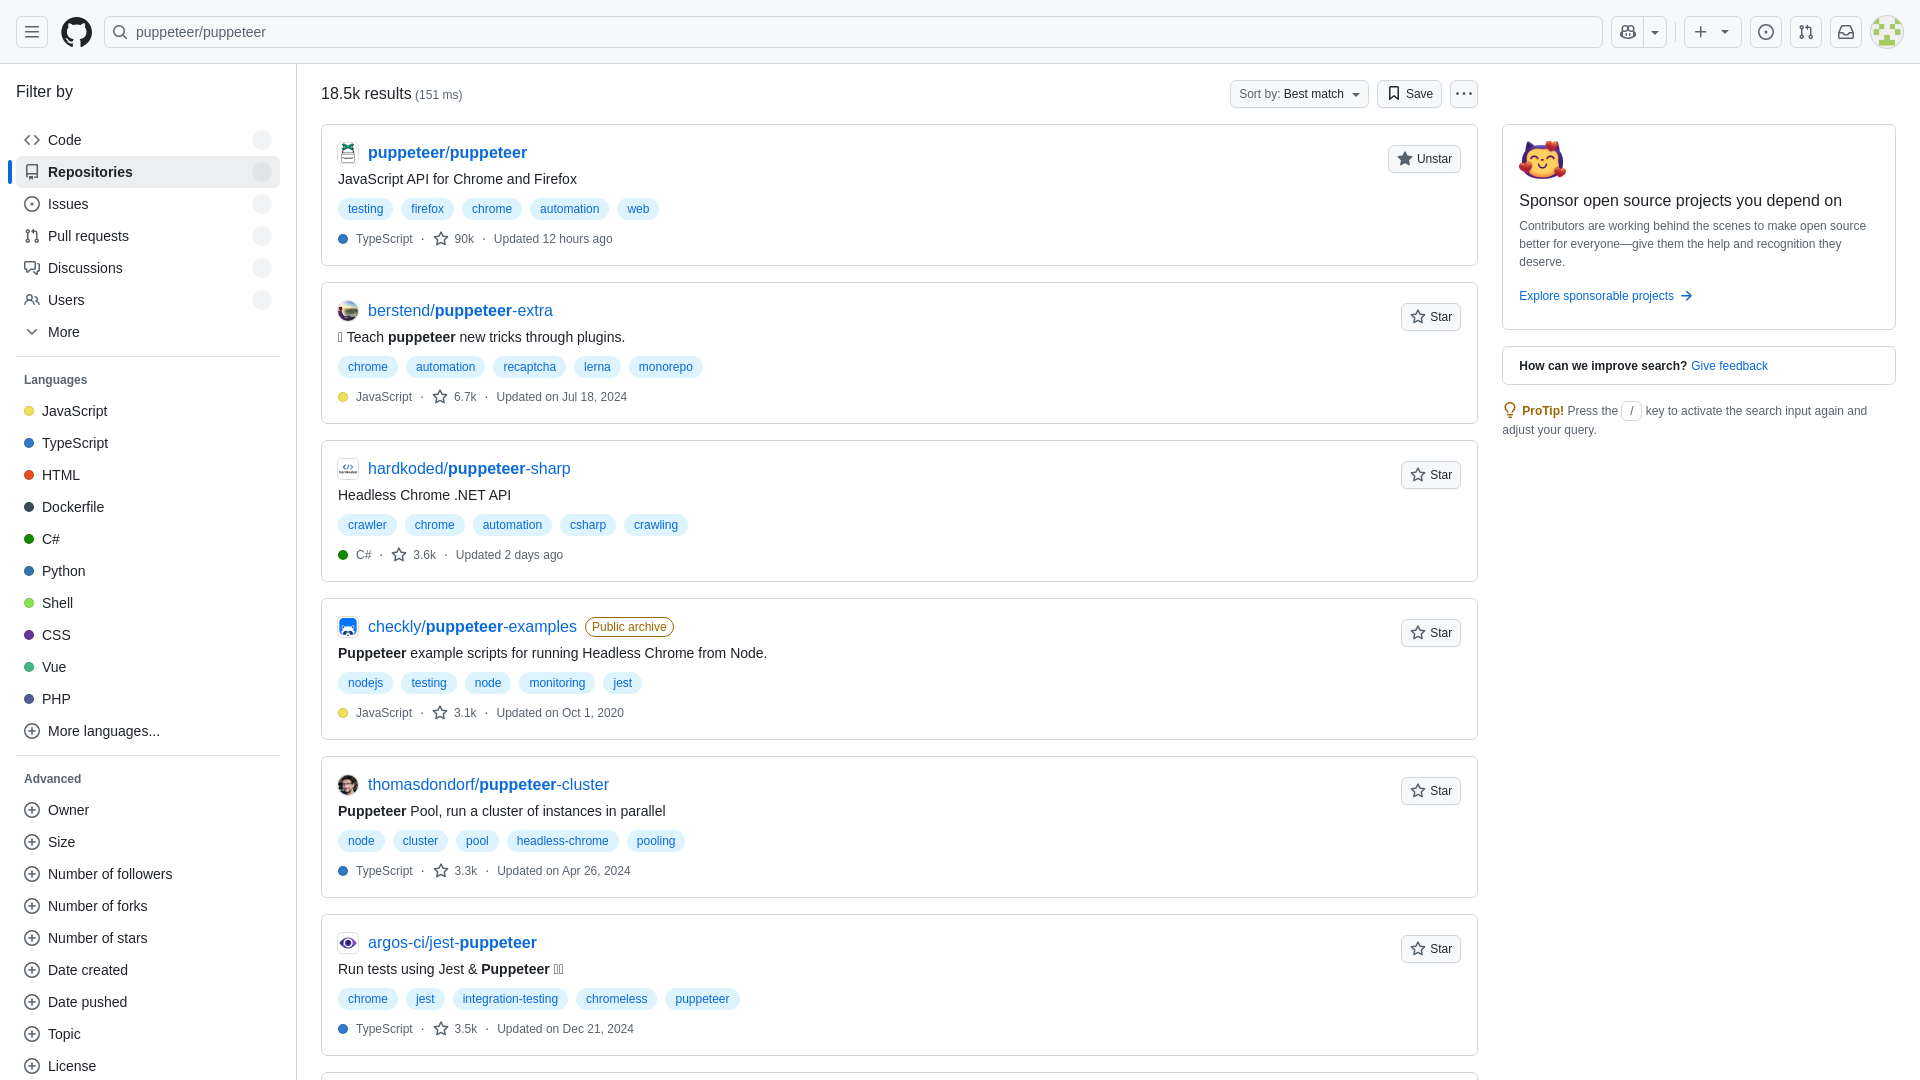 puppeteer/puppeteer
Filter by
Code
Repositories
Issues
Pull requests
Discussions
Users
More
Languages
JavaScript
TypeScript
HTML
Dockerfile
C#
Python
Shell
CSS
Vue
PHP
More languages...
Advanced
Owner
Size
Number of followers
Number of forks
Number of stars
Date created
Date pushed
Topic
License
18.5k results (151 ms)
Sort by: Best match
Save
puppeteer/puppeteer
Unstar
JavaScript API for Chrome and Firefox
testing firefox chrome automation web
TypeScript · 90k · Updated 12 hours ago
berstend/puppeteer-extra
Star
Teach puppeteer new tricks through plugins.
chrome automation recaptcha lerna monorepo
JavaScript · 6.7k · Updated on Jul 18, 2024
hardkoded/puppeteer-sharp
Star
Headless Chrome .NET API
crawler chrome automation csharp crawling
C# · 3.6k · Updated 2 days ago
checkly/puppeteer-examples Public archive
Star
Puppeteer example scripts for running Headless Chrome from Node.
nodejs testing node monitoring jest
JavaScript · 3.1k · Updated on Oct 1, 2020
thomasdondorf/puppeteer-cluster
Star
Puppeteer Pool, run a cluster of instances in parallel
node cluster pool headless-chrome pooling
TypeScript · 3.3k · Updated on Apr 26, 2024
argos-ci/jest-puppeteer
Star
Run tests using Jest & Puppeteer
chrome jest integration-testing chromeless puppeteer
TypeScript · 3.5k · Updated on Dec 21, 2024
Sponsor open source projects you depend on
Contributors are working behind the scenes to make open source
better for everyone—give them the help and recognition they
deserve.
Explore sponsorable projects
How can we improve search? Give feedback
ProTip! Press the / key to activate the search input again and
adjust your query.